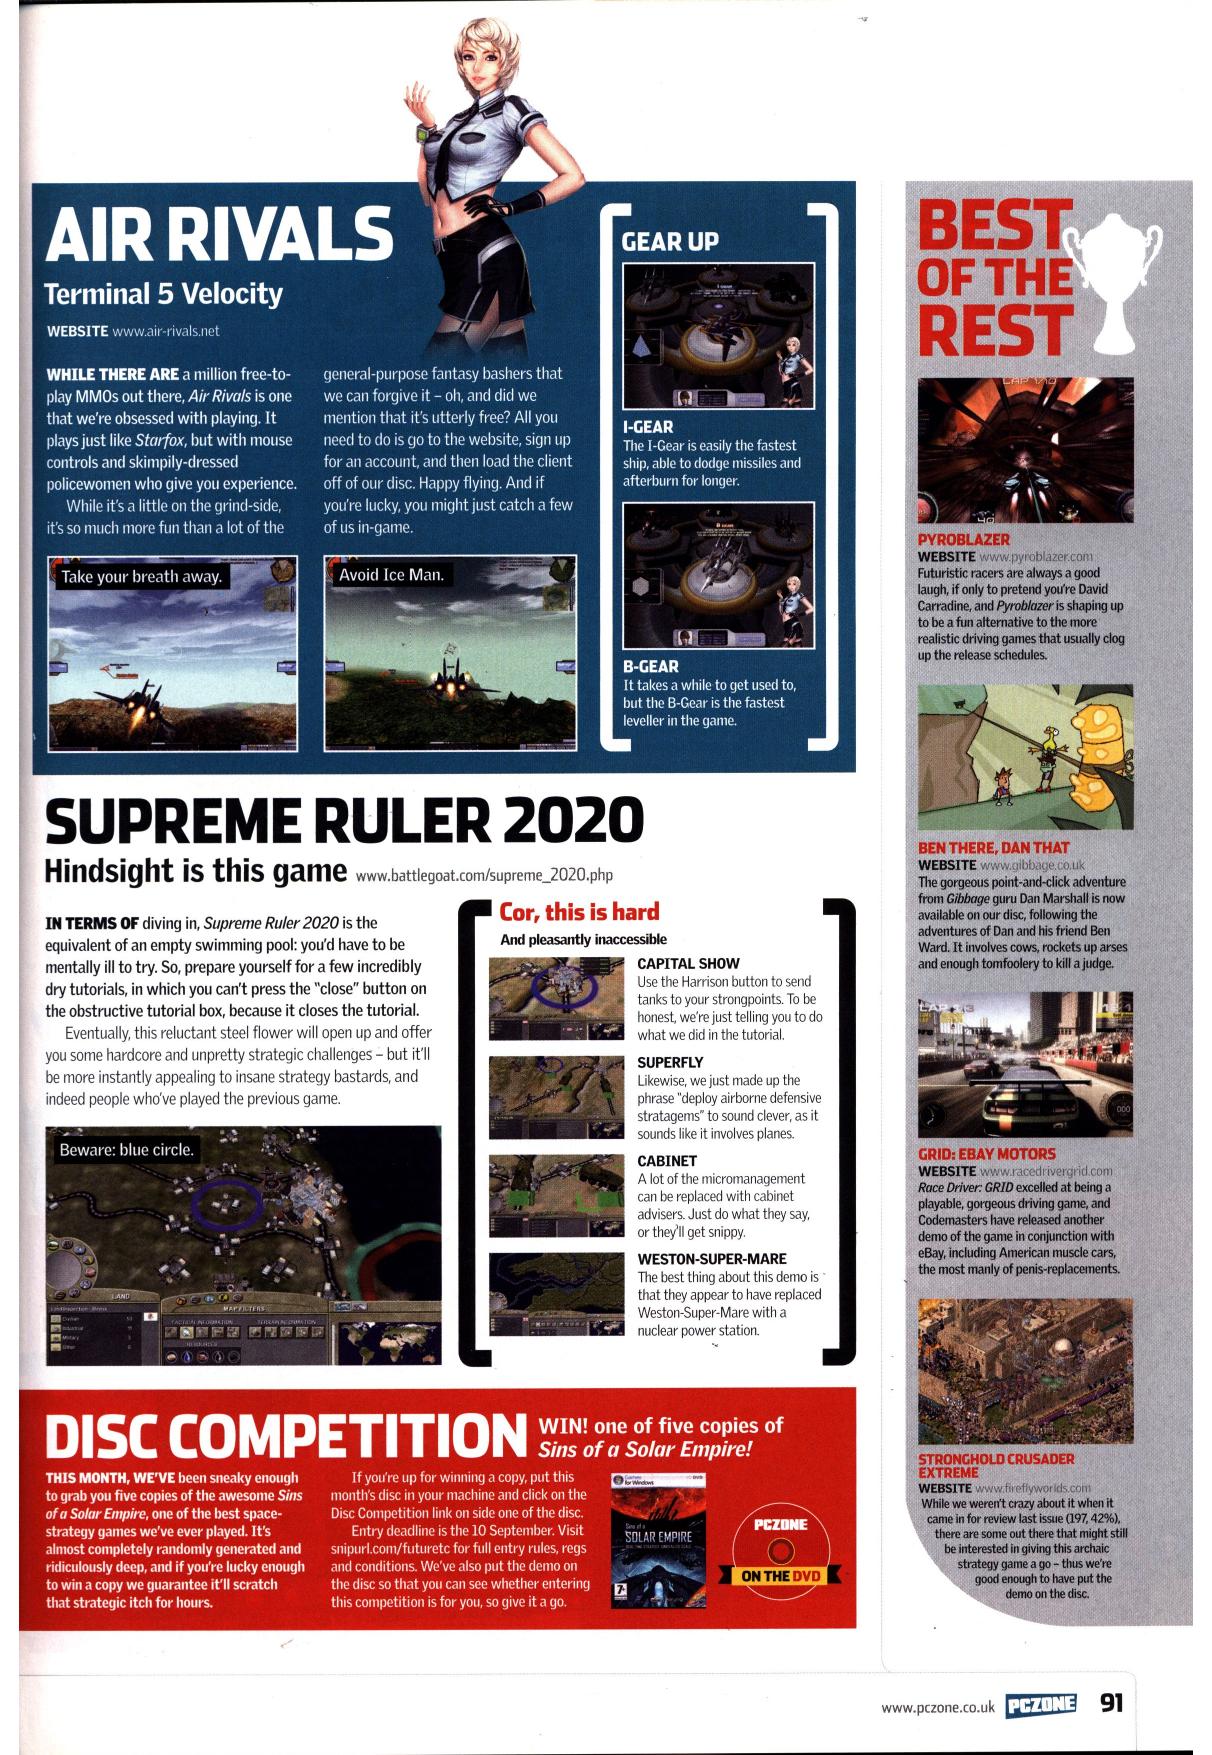 AIR RIVALS
Terminal 5 Velocity
WEBSITE www.air-rivals.net
WHILE THERE ARE a million free-to-
play MMOs out there, Air Rivals is one
that we're obsessed with playing. It
plays just like Starfox, but with mouse
controls and skimpily-dressed
policewomen who give you experience.
While it's a little on the grind-side,
it's so much more fun than a lot of the
general-purpose fantasy bashers that
we can forgive it – oh, and did we
mention that it's utterly free? All you
need to do is go to the website, sign up
for an account, and then load the client
off of our disc. Happy flying. And if
you're lucky, you might just catch a few
of us in-game.
Take your breath away.
Avoid Ice Man.
GEAR UP
I-GEAR
The I-Gear is easily the fastest
ship, able to dodge missiles and
afterburn for longer.
B-GEAR
It takes a while to get used to,
but the B-Gear is the fastest
leveller in the game.
SUPREME RULER 2020
Hindsight is this game www.battlegoat.com/supreme_2020.php
IN TERMS OF diving in, Supreme Ruler 2020 is the
equivalent of an empty swimming pool: you'd have to be
mentally ill to try. So, prepare yourself for a few incredibly
dry tutorials, in which you can't press the "close" button on
the obstructive tutorial box, because it closes the tutorial.
Eventually, this reluctant steel flower will open up and offer
you some hardcore and unpretty strategic challenges – but it'll
be more instantly appealing to insane strategy bastards, and
indeed people who've played the previous game.
Beware: blue circle.
LAND
MAP FILTERS
Cor, this is hard
And pleasantly inaccessible
CAPITAL SHOW
Use the Harrison button to send
tanks to your strongpoints. To be
honest, we're just telling you to do
what we did in the tutorial.
SUPERFLY
Likewise, we just made up the
phrase "deploy airborne defensive
stratagems" to sound clever, as it
sounds like it involves planes.
CABINET
A lot of the micromanagement
can be replaced with cabinet
advisers. Just do what they say,
or they'll get snippy.
WESTON-SUPER-MARE
The best thing about this demo is
that they appear to have replaced
Weston-Super-Mare with a
nuclear power station.
DISC COMPETITION
WIN! one of five copies of
Sins of a Solar Empire!
THIS MONTH, WE'VE been sneaky enough
to grab you five copies of the awesome Sins
of a Solar Empire, one of the best space-
strategy games we've ever played. It's
almost completely randomly generated and
ridiculously deep, and if you're lucky enough
to win a copy we guarantee it'll scratch
that strategic itch for hours.
If you're up for winning a copy, put this
month's disc in your machine and click on the
Disc Competition link on side one of the disc.
Entry deadline is the 10 September. Visit
snipurl.com/futuretc for full entry rules, regs
and conditions. We've also put the demo on
the disc so that you can see whether entering
this competition is for you, so give it a go.
Sins of a
SOLAR EMPIRE
PCZONE
ON THE DVD
BEST
OF THE
REST
LAP 1/10
PYROBLAZER
WEBSITE www.pyroblazer.com
Futuristic racers are always a good
laugh, if only to pretend you're David
Carradine, and Pyroblazer is shaping up
to be a fun alternative to the more
realistic driving games that usually clog
up the release schedules.
BEN THERE, DAN THAT
WEBSITE www.gibbage.co.uk
The gorgeous point-and-click adventure
from Gibbage guru Dan Marshall is now
available on our disc, following the
adventures of Dan and his friend Ben
Ward. It involves cows, rockets up arses
and enough tomfoolery to kill a judge.
GRID: EBAY MOTORS
WEBSITE www.racedrivergrid.com
Race Driver: GRID excelled at being a
playable, gorgeous driving game, and
Codemasters have released another
demo of the game in conjunction with
eBay, including American muscle cars,
the most manly of penis-replacements.
STRONGHOLD CRUSADER
EXTREME
WEBSITE www.fireflyworlds.com
While we weren't crazy about it when it
came in for review last issue (197, 42%),
there are some out there that might still
be interested in giving this archaic
strategy game a go – thus we're
good enough to have put the
demo on the disc.
www.pczone.co.uk PCZONE 91